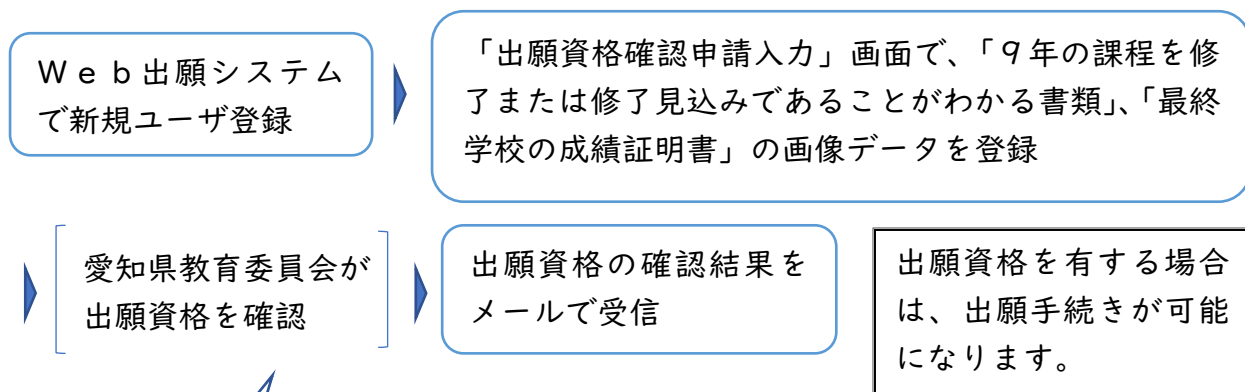 Ｗｅｂ出願システム
で新規ユーザ登録
「出願資格確認申請入力」画面で、「９年の課程を修
了または修了見込みであることがわかる書類」、「最終
学校の成績証明書」の画像データを登録
愛知県教育委員会が
出願資格を確認
出願資格の確認結果を
メールで受信
出願資格を有する場合
は、出願手続きが可能
になります。